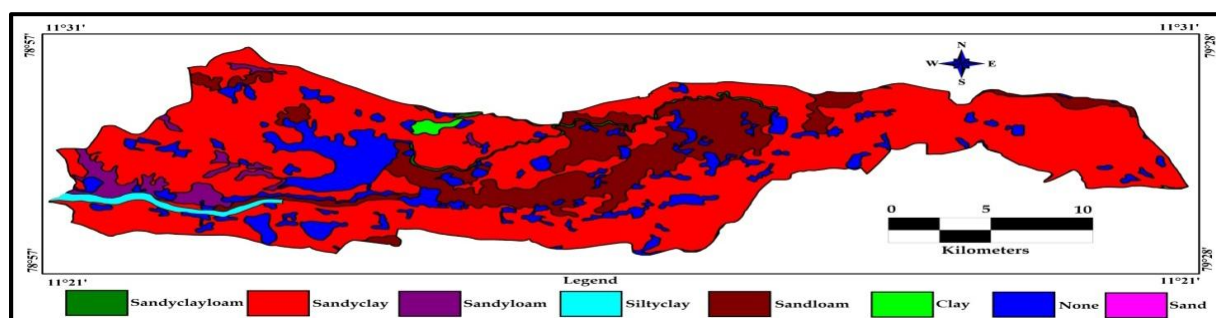 11°31' 11°31'
78°57' 79°28'
N
W E
S
0 5 10
Kilometers
78°57' 79°28'
11°21' Legend 11°21'
Sandyclayloam Sandyclay Sandyloam Siltyclay Sandloam Clay None Sand